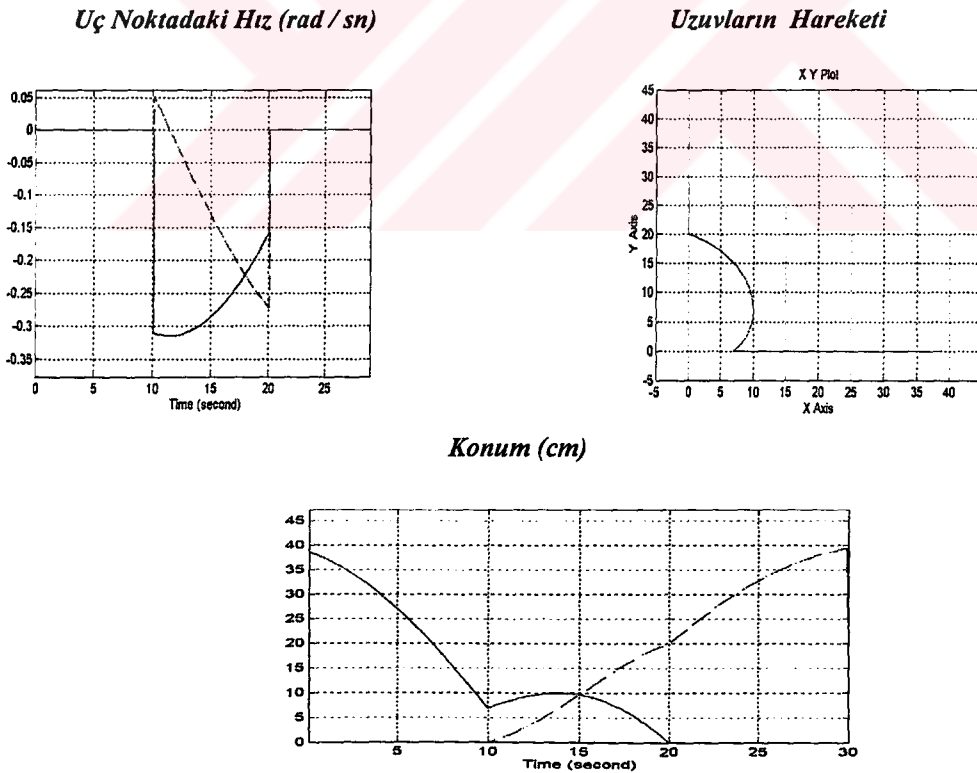 Uç Noktadaki Hız (rad / sn)
Uzuvların Hareketi
0.05
0
-0.05
-0.1
-0.15
-0.2
-0.25
-0.3
-0.35
0 5 10 15 20 25
Time (second)
X Y Plot
45
40
35
30
25
20
15
10
5
0
-5
Y Axis
-5 0 5 10 15 20 25 30 35 40
X Axis
Konum (cm)
45
40
35
30
25
20
15
10
5
0
5 10 15 20 25 30
Time (second)